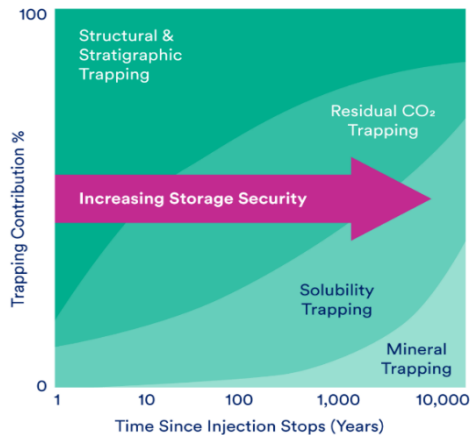 100
Structural &
Stratigraphic
Trapping
Residual CO₂
Trapping
Increasing Storage Security
Trapping Contribution %
Solubility
Trapping
Mineral
Trapping
0
1 10 100 1,000 10,000
Time Since Injection Stops (Years)